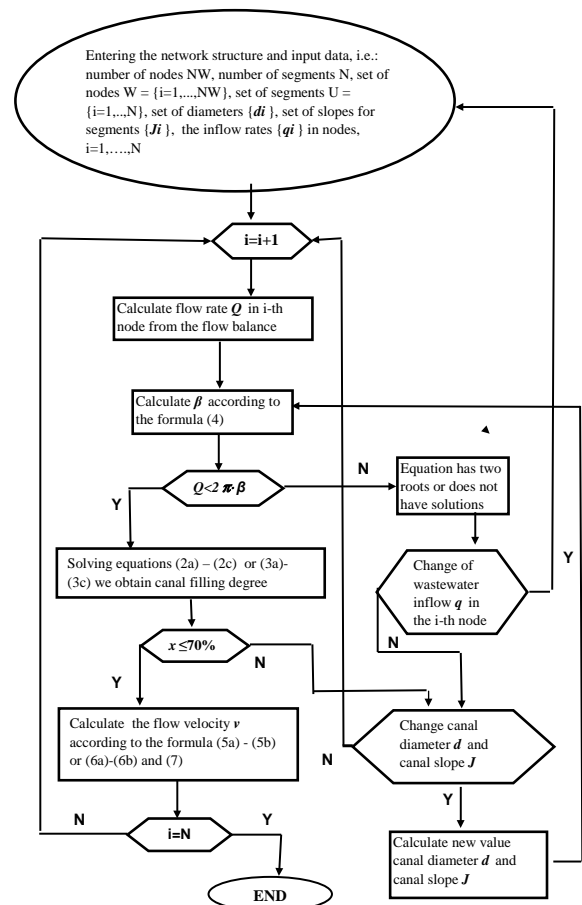 Entering the network structure and input data, i.e.:
number of nodes NW, number of segments N, set of
nodes W = {i=1,...,NW}, set of segments U =
{i=1,..,N}, set of diameters {di }, set of slopes for
segments {Ji }, the inflow rates {qi } in nodes,
i=1,….,N
i=i+1
Calculate flow rate Q in i-th
node from the flow balance
Calculate β according to
the formula (4)
Q<2 π·β
N
Y
Equation has two
roots or does not
have solutions
Solving equations (2a) – (2c) or (3a)-
(3c) we obtain canal filling degree
Change of
wastewater
inflow q in
the i-th node
Y
N
x ≤70%
N
Y
Calculate the flow velocity v
according to the formula (5a) - (5b)
or (6a)-(6b) and (7)
Change canal
diameter d and
canal slope J
N
Y
i=N
N
Y
Calculate new value
canal diameter d and
canal slope J
END